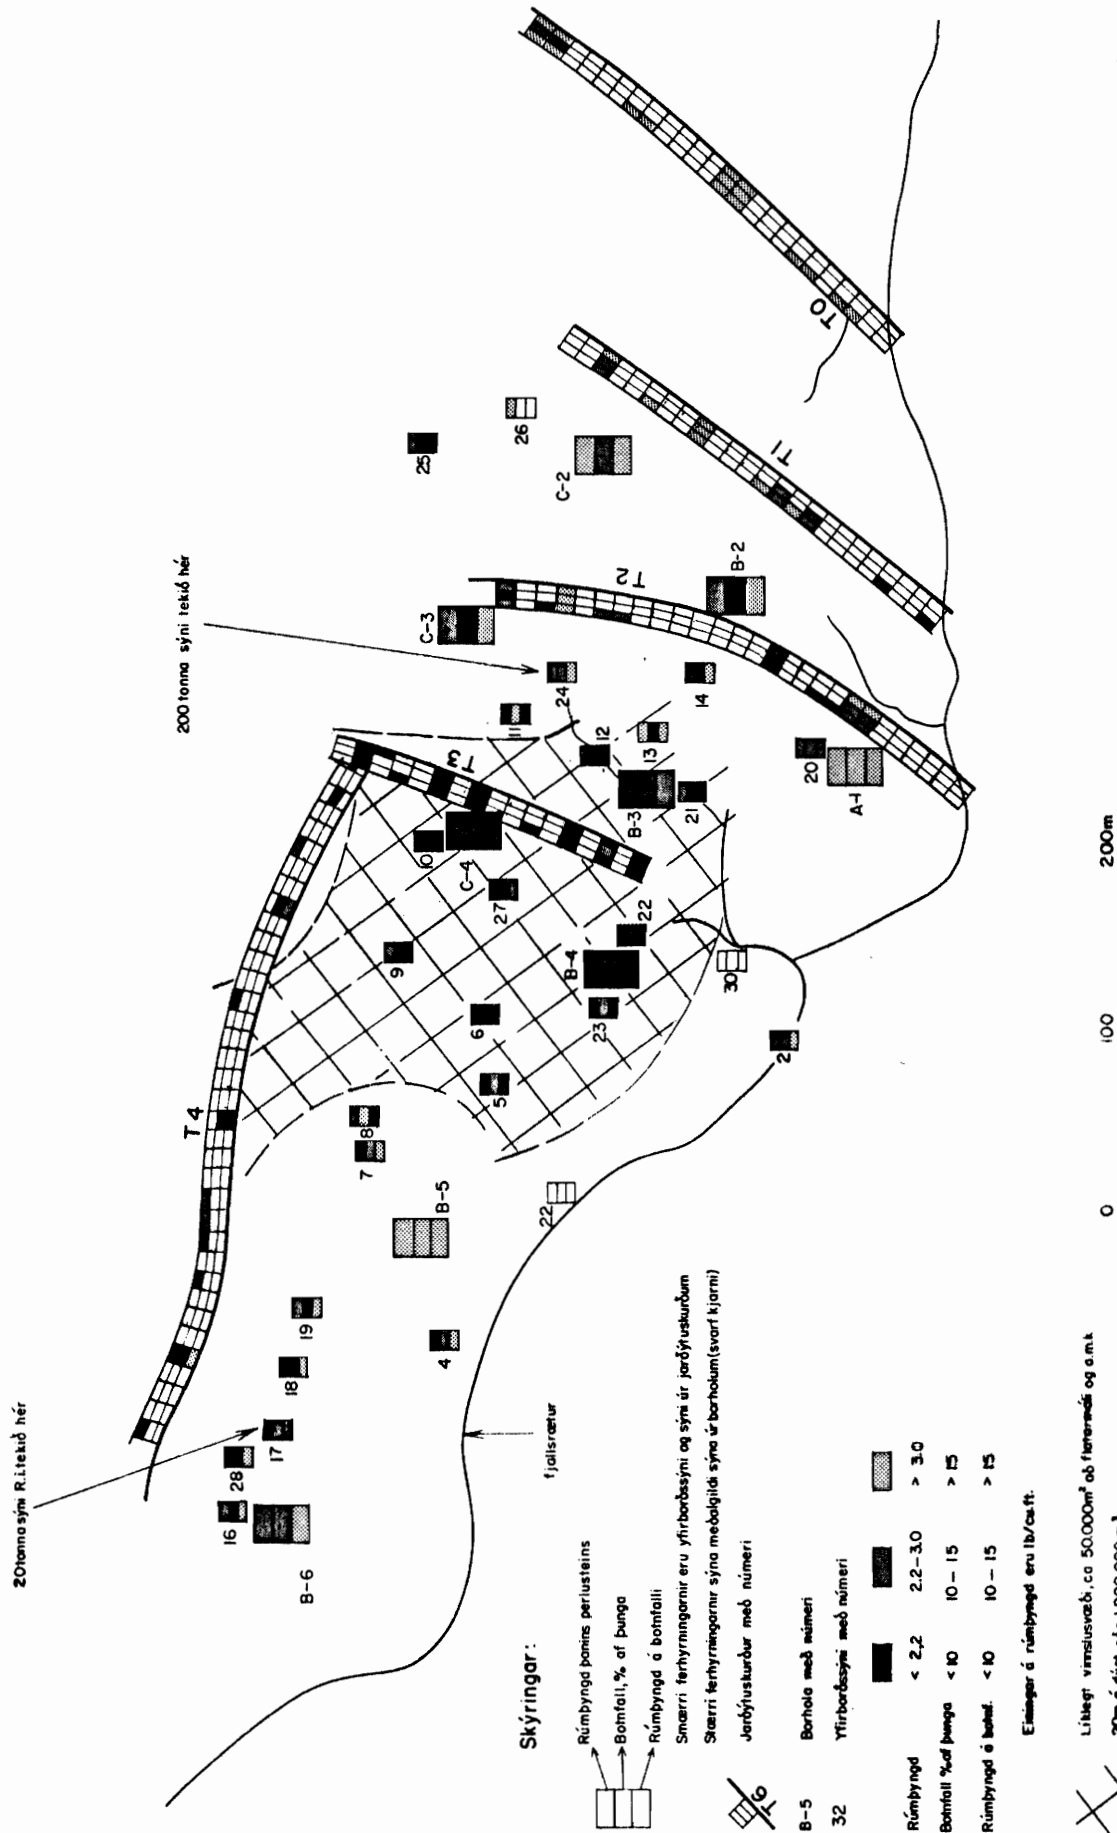 20 tonna sýni R.i. tekið hér
200 tonna sýni tekið hér
T4
T3
T2
T1
T0
16
28
17
18
19
B-6
4
7
8
B-5
22
5
6
9
10
C-4
27
23
B-4
22
30
2
11
12
13
B-3
21
24
14
20
A-1
C-3
B-2
25
26
C-2
fjallsrætur
Skýringar:
Rúmþyngd þanins perlusteins
Botnfall, % af þunga
Rúmþyngd á botnfalli
Smærri ferhyrningarnir eru yfirborðssýni og sýni úr jarðýtuskurðum
Stærri ferhyrningarnir sýna meðalgildi sýna úr borholum (svarf kjarni)
T6 Jarðýtuskurður með númeri
B-5 Borhola með númeri
32 Yfirborðssýni með númeri
Rúmþyngd < 2,2 2.2-3.0 > 3.0
Botnfall % af þunga < 10 10-15 > 15
Rúmþyngd á botnf. < 10 10-15 > 15
Einingar á rúmþyngd eru lb/cu.ft.
Liklegt vinnslusvæði, ca 50.000m² að flatarmáli og a.m.k
0 100 200m